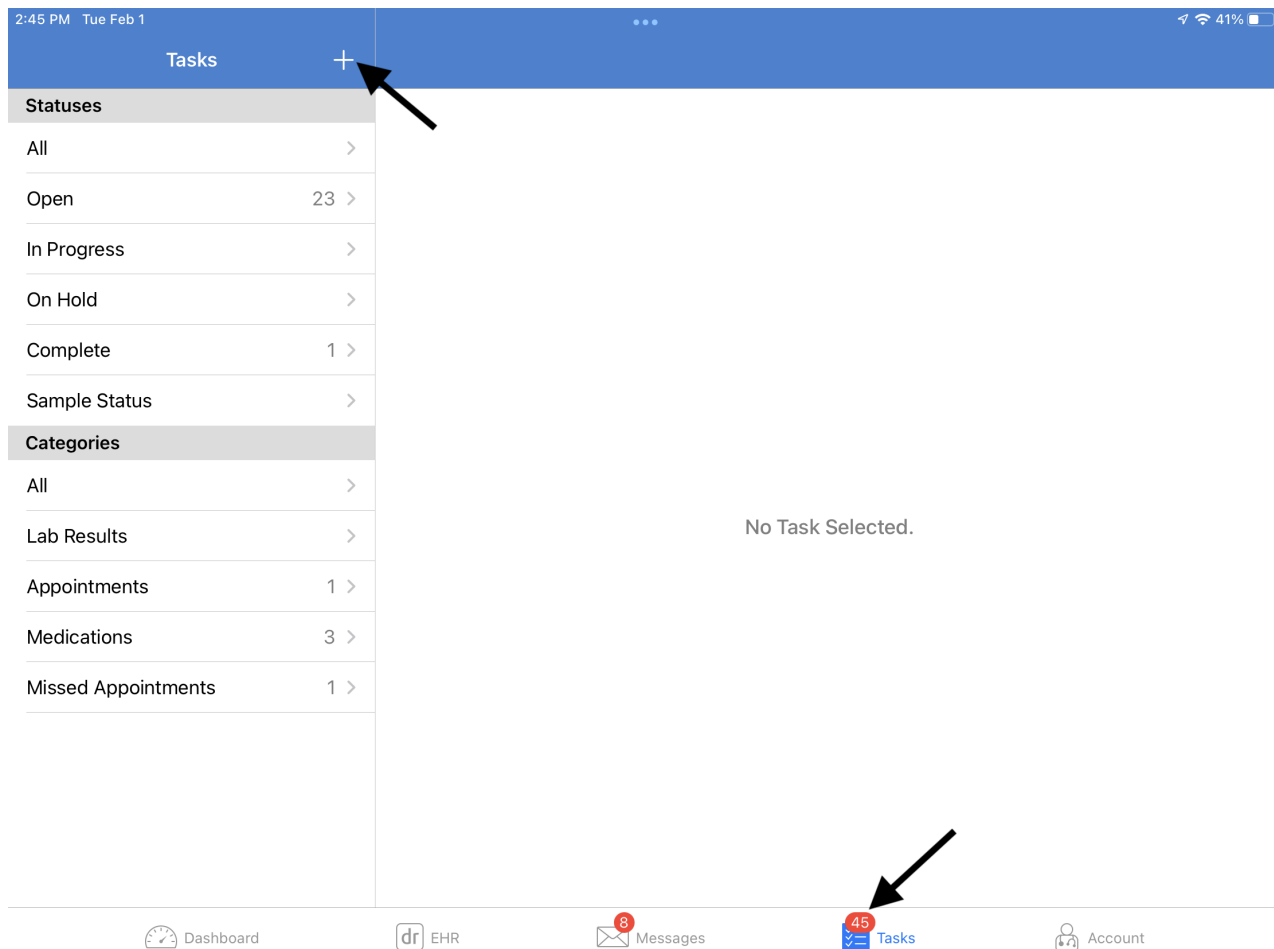 2:45 PM Tue Feb 1
41%
Tasks
Statuses
All
Open 23
In Progress
On Hold
Complete 1
Sample Status
Categories
All
Lab Results
Appointments 1
Medications 3
Missed Appointments 1
No Task Selected.
Dashboard
dr EHR
8 Messages
45 Tasks
Account